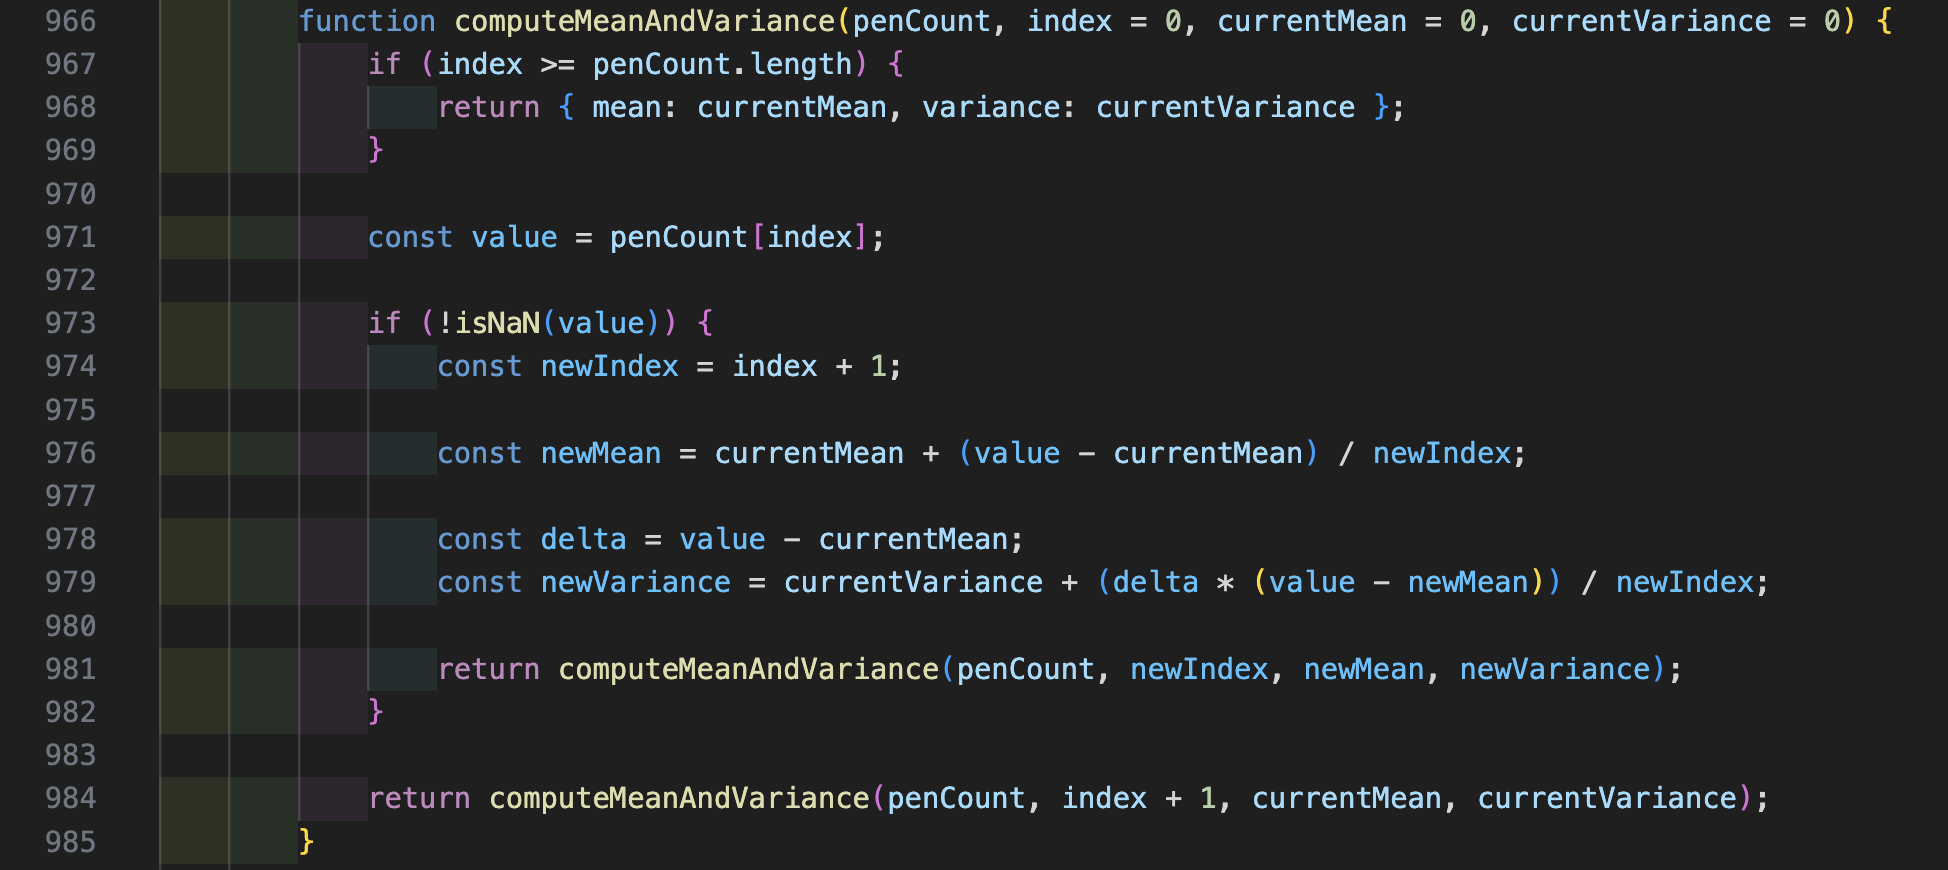 966 function computeMeanAndVariance(penCount, index = 0, currentMean = 0, currentVariance = 0) {
967 if (index >= penCount.length) {
968 return { mean: currentMean, variance: currentVariance };
969 }
970
971 const value = penCount[index];
972
973 if (!isNaN(value)) {
974 const newIndex = index + 1;
975
976 const newMean = currentMean + (value - currentMean) / newIndex;
977
978 const delta = value - currentMean;
979 const newVariance = currentVariance + (delta * (value - newMean)) / newIndex;
980
981 return computeMeanAndVariance(penCount, newIndex, newMean, newVariance);
982 }
983
984 return computeMeanAndVariance(penCount, index + 1, currentMean, currentVariance);
985 }